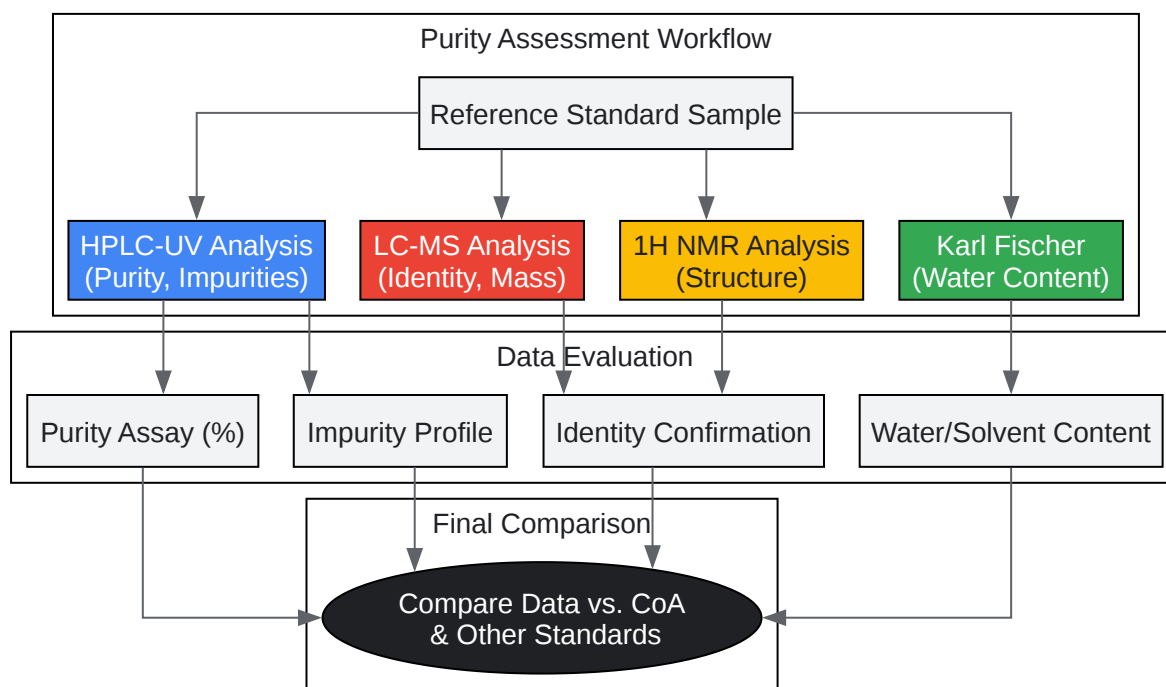 Purity Assessment Workflow
Reference Standard Sample
HPLC-UV Analysis
(Purity, Impurities)
LC-MS Analysis
(Identity, Mass)
1H NMR Analysis
(Structure)
Karl Fischer
(Water Content)
Data Evaluation
Purity Assay (%)
Impurity Profile
Identity Confirmation
Water/Solvent Content
Final Comparison
Compare Data vs. CoA
& Other Standards